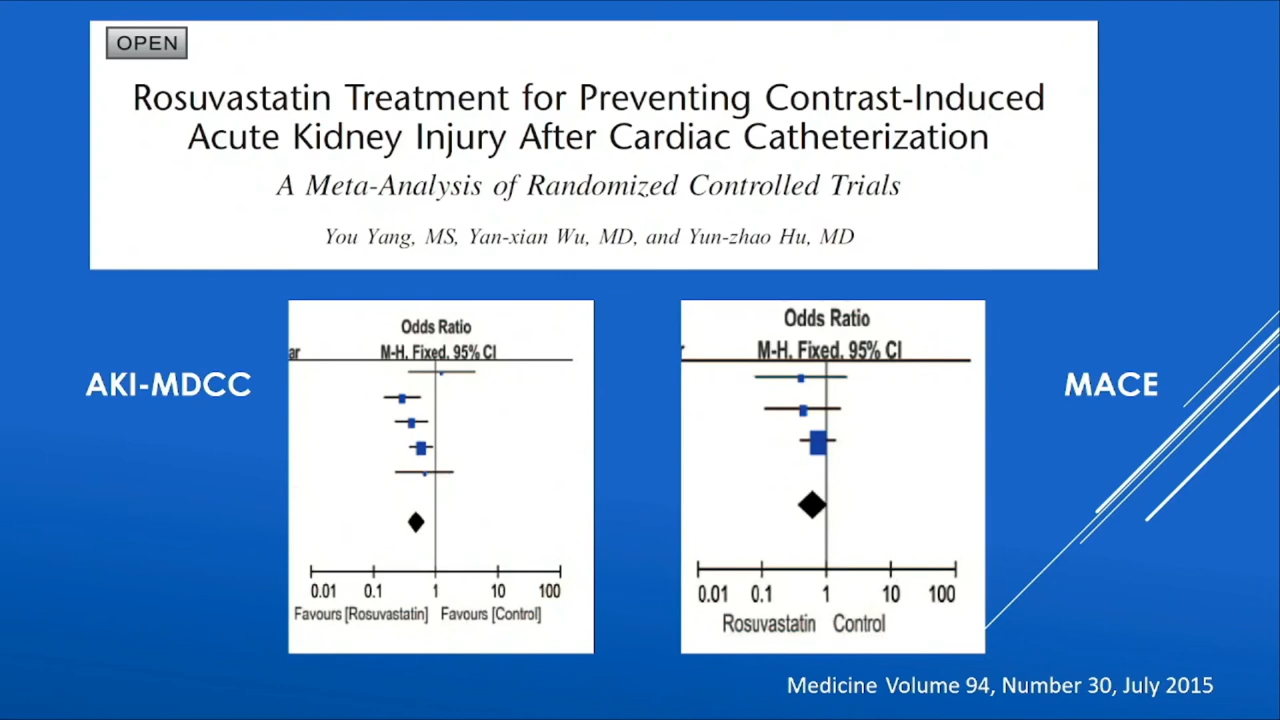 OPEN
Rosuvastatin Treatment for Preventing Contrast-Induced
Acute Kidney Injury After Cardiac Catheterization
A Meta-Analysis of Randomized Controlled Trials
You Yang, MS, Yan-xian Wu, MD, and Yun-zhao Hu, MD
AKI-MDCC
Odds Ratio
ar M-H, Fixed, 95% CI
0.01 0.1 1 10 100
Favours [Rosuvastatin] Favours [Control]
Odds Ratio
M-H, Fixed, 95% CI
0.01 0.1 1 10 100
Rosuvastatin Control
MACE
Medicine Volume 94, Number 30, July 2015